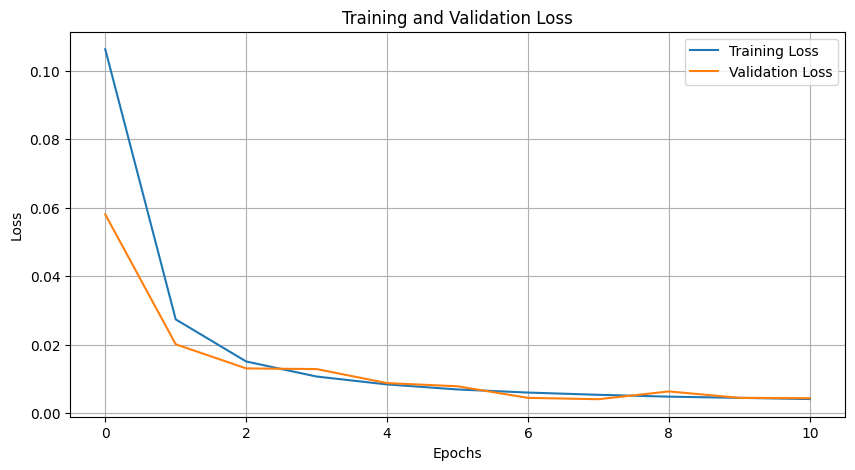 Training and Validation Loss
Training Loss
Validation Loss
0.10
0.08
0.06
0.04
0.02
0.00
Loss
0 2 4 6 8 10
Epochs